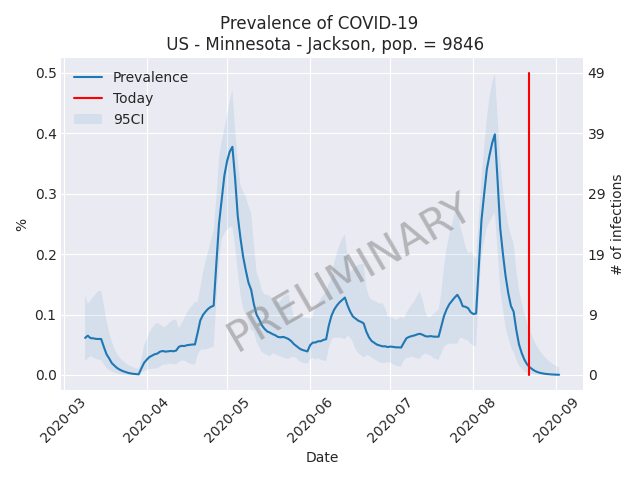 Prevalence of COVID-19
US - Minnesota - Jackson, pop. = 9846
Prevalence
Today
95CI
PRELIMINARY
%
0.5
0.4
0.3
0.2
0.1
0.0
49
39
29
19
9
0
# of infections
2020-03
2020-04
2020-05
2020-06
2020-07
2020-08
2020-09
Date